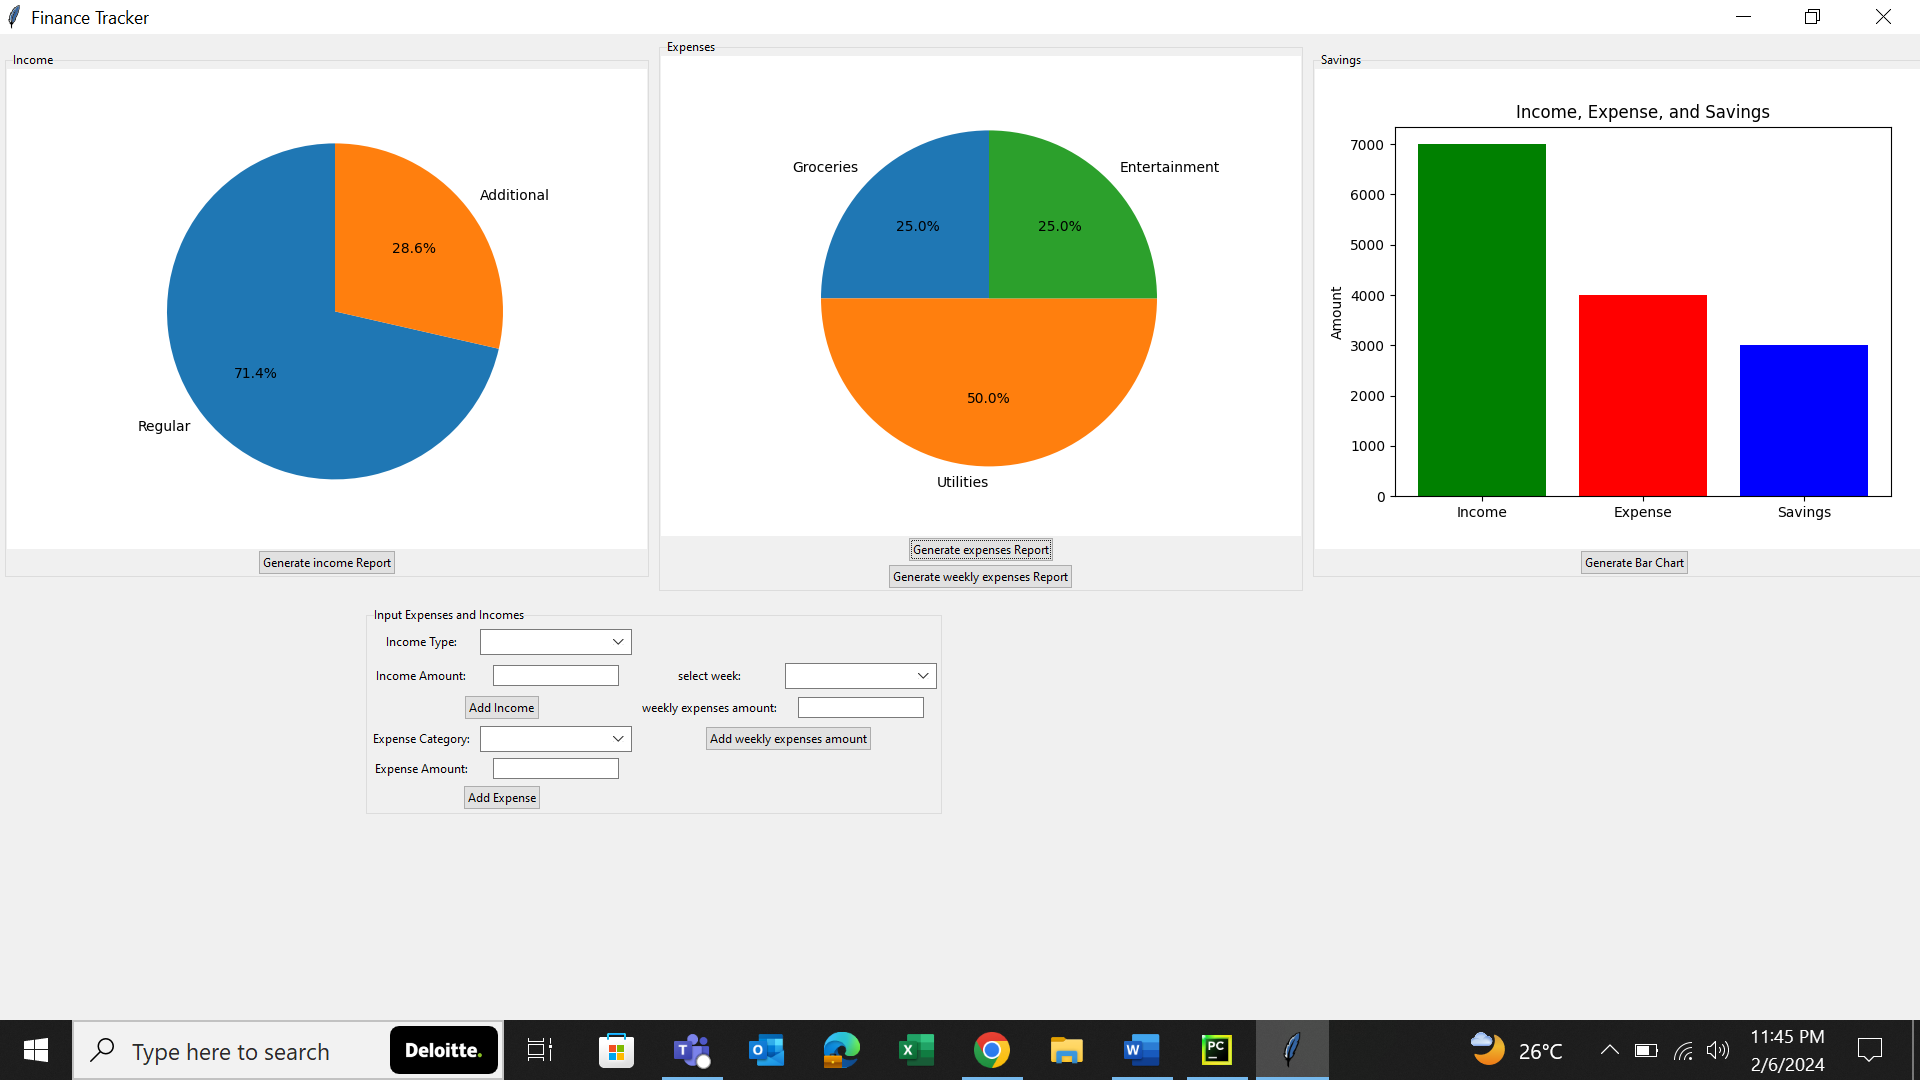 Finance Tracker
Income
Additional
28.6%
71.4%
Regular
Generate income Report
Expenses
Groceries
Entertainment
25.0%
25.0%
50.0%
Utilities
Generate expenses Report
Generate weekly expenses Report
Savings
Income, Expense, and Savings
7000
6000
5000
4000
3000
2000
1000
0
Amount
Income
Expense
Savings
Generate Bar Chart
Input Expenses and Incomes
Income Type:
Income Amount:
select week:
Add Income
weekly expenses amount:
Expense Category:
Add weekly expenses amount
Expense Amount:
Add Expense
Type here to search
Deloitte.
T
O
X
W
PC
26°C
11:45 PM
2/6/2024